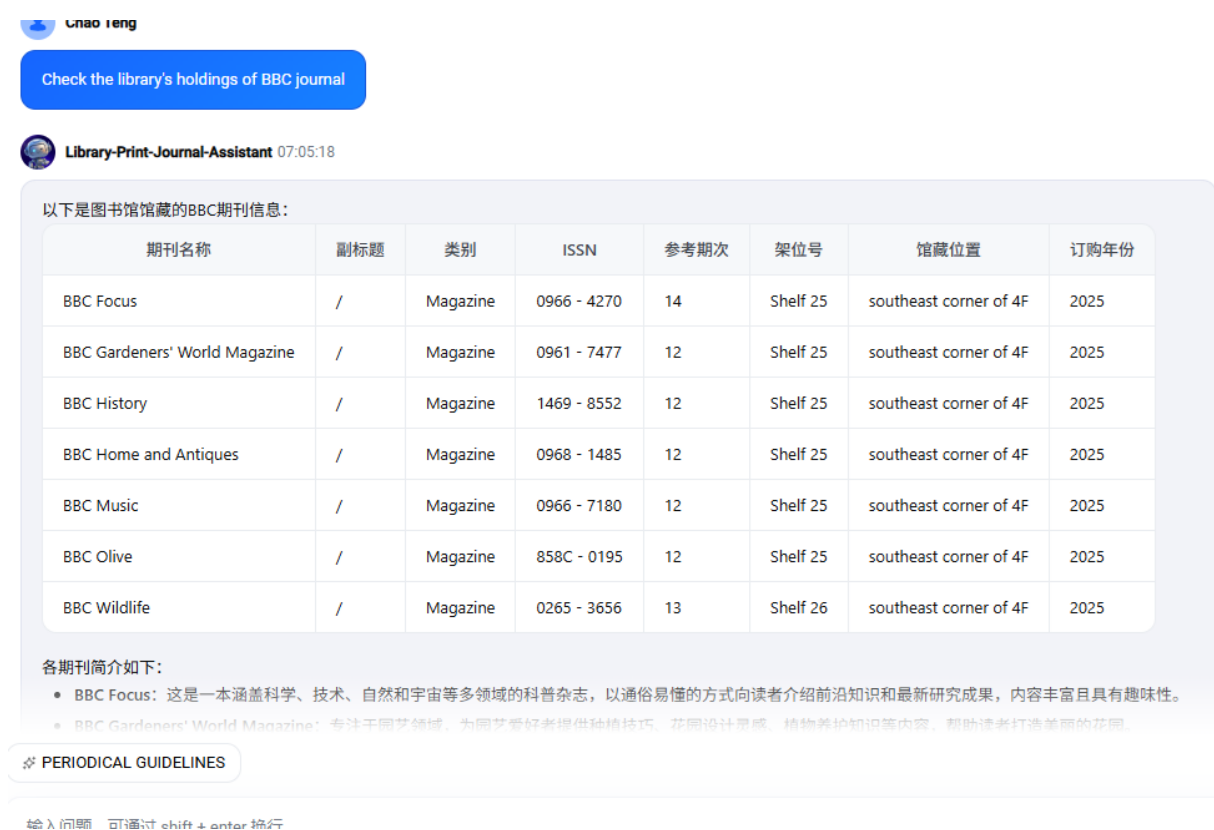 Chao Teng
Check the library's holdings of BBC journal
Library-Print-Journal-Assistant 07:05:18
以下是图书馆馆藏的BBC期刊信息：
期刊名称 副标题 类别 ISSN 参考期次 架位号 馆藏位置 订购年份
BBC Focus / Magazine 0966 - 4270 14 Shelf 25 southeast corner of 4F 2025
BBC Gardeners' World Magazine / Magazine 0961 - 7477 12 Shelf 25 southeast corner of 4F 2025
BBC History / Magazine 1469 - 8552 12 Shelf 25 southeast corner of 4F 2025
BBC Home and Antiques / Magazine 0968 - 1485 12 Shelf 25 southeast corner of 4F 2025
BBC Music / Magazine 0966 - 7180 12 Shelf 25 southeast corner of 4F 2025
BBC Olive / Magazine 858C - 0195 12 Shelf 25 southeast corner of 4F 2025
BBC Wildlife / Magazine 0265 - 3656 13 Shelf 26 southeast corner of 4F 2025
各期刊简介如下：
• BBC Focus：这是一本涵盖科学、技术、自然和宇宙等多领域的科普杂志，以通俗易懂的方式向读者介绍前沿知识和最新研究成果，内容丰富且具有趣味性。
• BBC Gardeners' World Magazine：专注于园艺领域，为园艺爱好者提供种植技巧、花园设计灵感、植物养护知识等内容，帮助读者打造美丽的花园。
PERIODICAL GUIDELINES
输入问题，可通过 shift + enter 换行